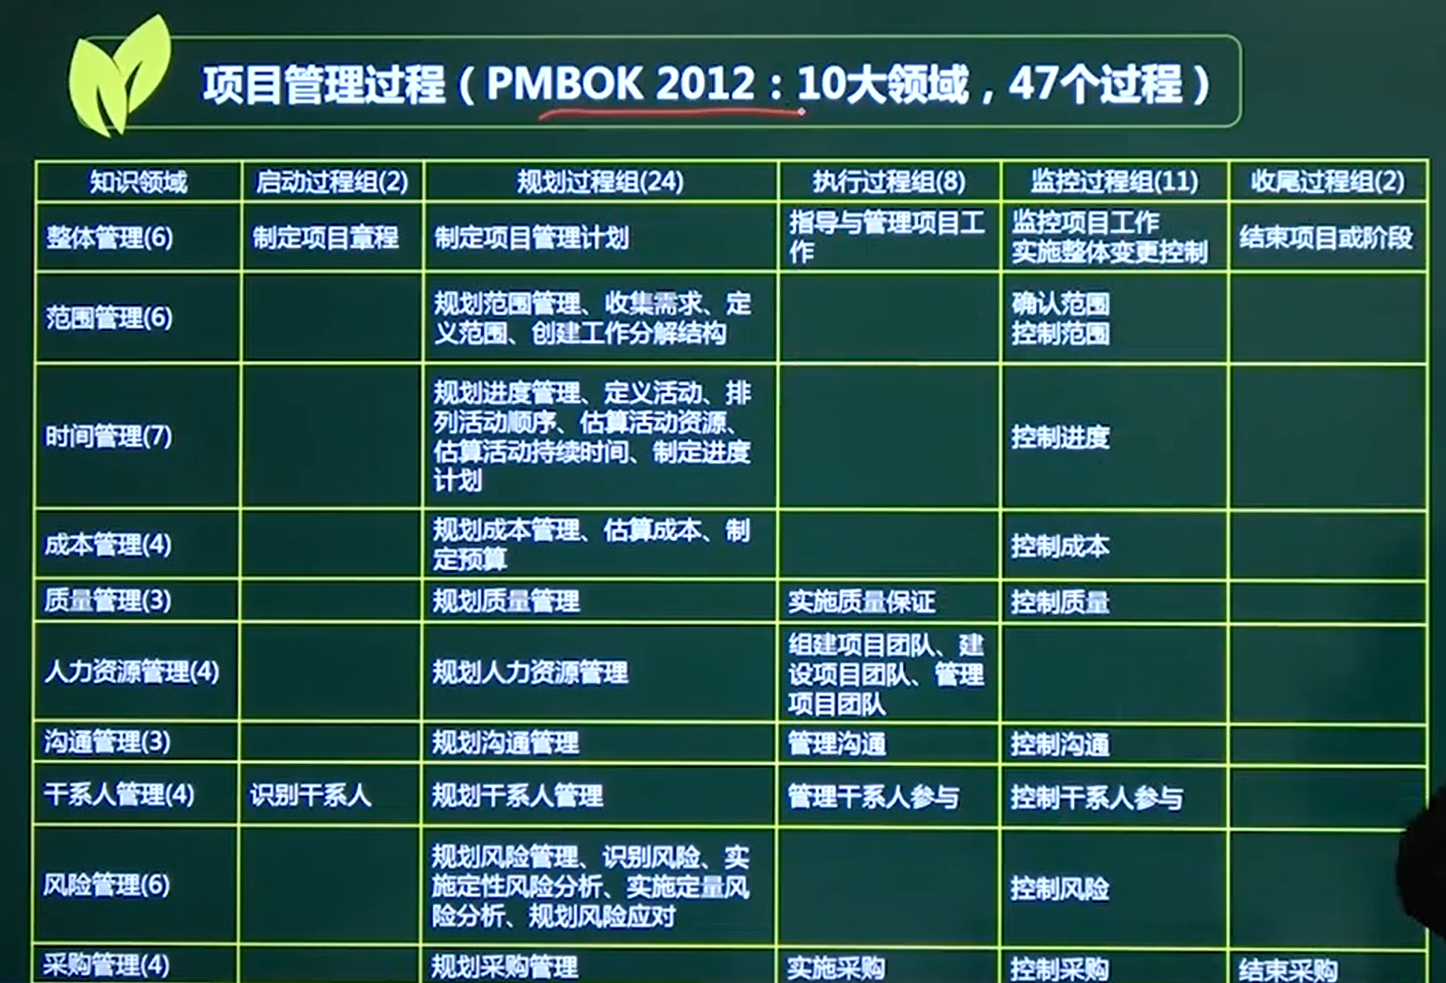 项目管理过程（PMBOK 2012：10大领域，47个过程）
知识领域 启动过程组(2) 规划过程组(24) 执行过程组(8) 监控过程组(11) 收尾过程组(2)
整体管理(6)
制定项目章程
制定项目管理计划
指导与管理项目工
作
监控项目工作
实施整体变更控制
结束项目或阶段
范围管理(6)
规划范围管理、收集需求、定
义范围、创建工作分解结构
确认范围
控制范围
时间管理(7)
规划进度管理、定义活动、排
列活动顺序、估算活动资源、
估算活动持续时间、制定进度
计划
控制进度
成本管理(4)
规划成本管理、估算成本、制
定预算
控制成本
质量管理(3)
规划质量管理
实施质量保证
控制质量
人力资源管理(4)
规划人力资源管理
组建项目团队、建
设项目团队、管理
项目团队
沟通管理(3)
规划沟通管理
管理沟通
控制沟通
干系人管理(4)
识别干系人
规划干系人管理
管理干系人参与
控制干系人参与
风险管理(6)
规划风险管理、识别风险、实
施定性风险分析、实施定量风
险分析、规划风险应对
控制风险
采购管理(4)
规划采购管理
实施采购
控制采购
结束采购